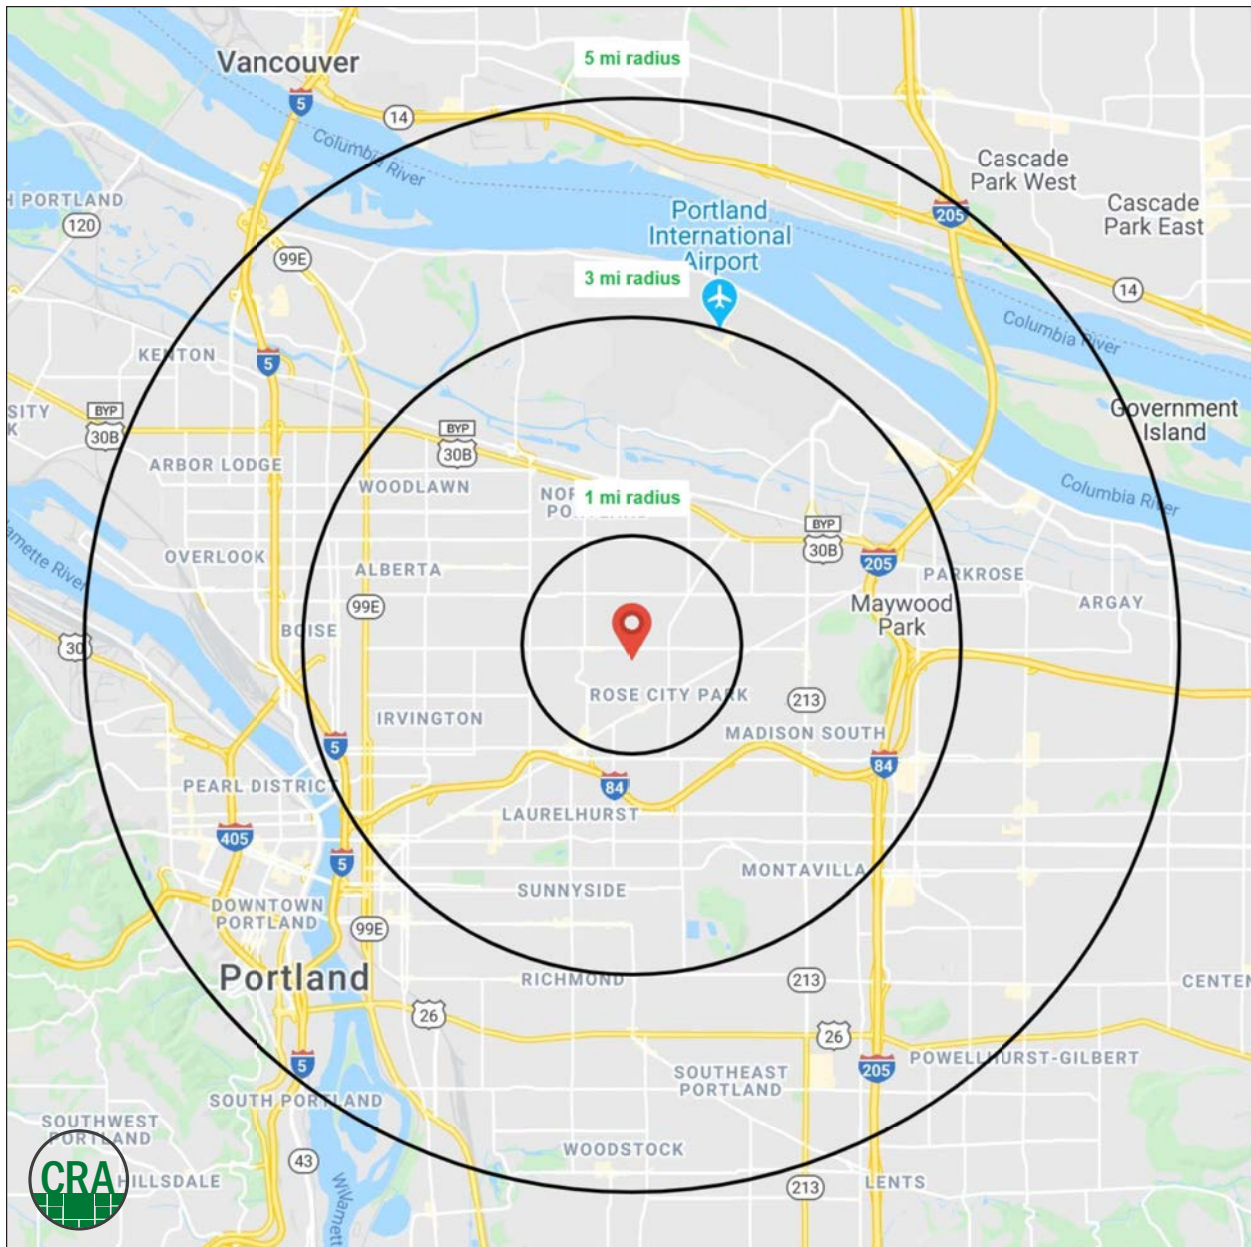 5 mi radius
Vancouver
5
14
Columbia River
Cascade
Park West
Cascade
Park East
120
99E
Portland
International
Airport
205
3 mi radius
14
Columbia River
KENTON
5
BYP
30B
BYP
30B
Government
Island
ARBOR LODGE
WOODLAWN
1 mi radius
Columbia River
OVERLOOK
ALBERTA
BYP
30B
205
PARKROSE
ARGAY
99E
Maywood
Park
BOISE
30
ROSE CITY PARK
213
IRVINGTON
MADISON SOUTH
5
84
PEARL DISTRICT
84
LAURELHURST
405
5
MONTAVILLA
SUNNYSIDE
DOWNTOWN
PORTLAND
99E
Portland
RICHMOND
213
CENTEN
26
26
5
205
POWELLHURST-GILBERT
SOUTHEAST
PORTLAND
SOUTH PORTLAND
SOUTHWEST
PORTLAND
WOODSTOCK
43
CRA
HILLSDALE
213
LENTS